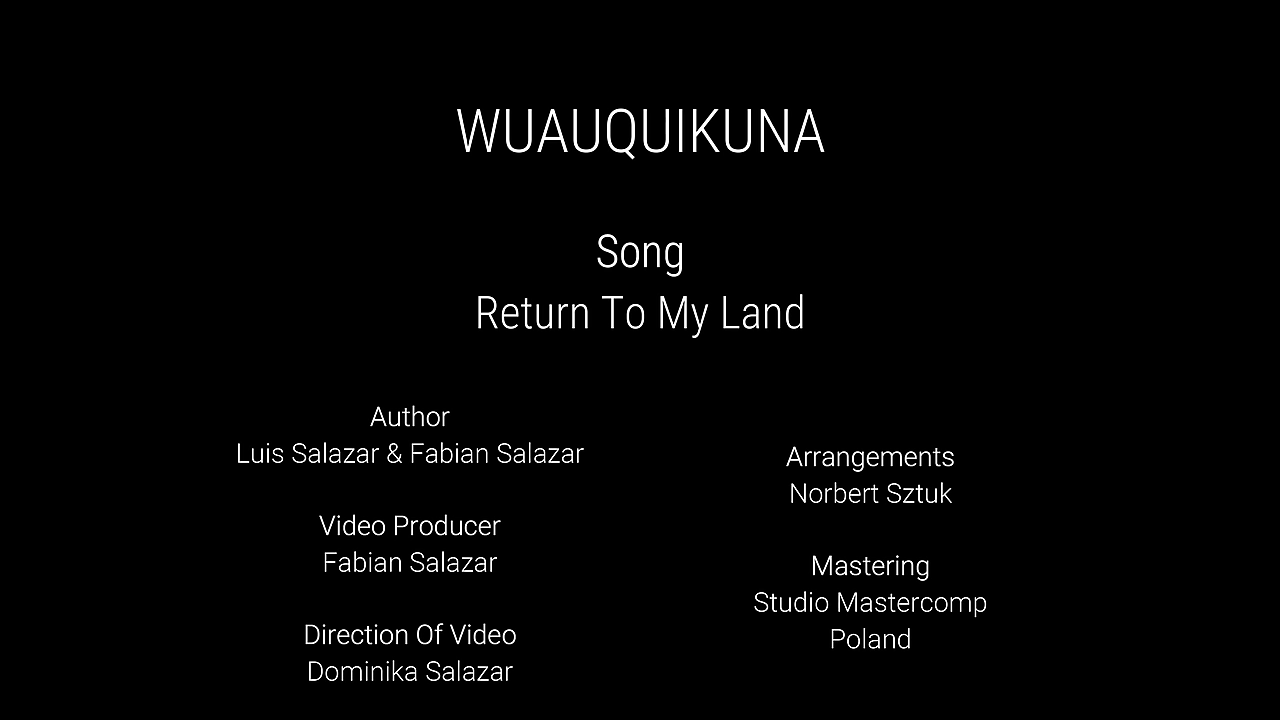 WUAUQUIKUNA
Song
Return To My Land
Author
Luis Salazar & Fabian Salazar
Video Producer
Fabian Salazar
Direction Of Video
Dominika Salazar
Arrangements
Norbert Sztuk
Mastering
Studio Mastercomp
Poland